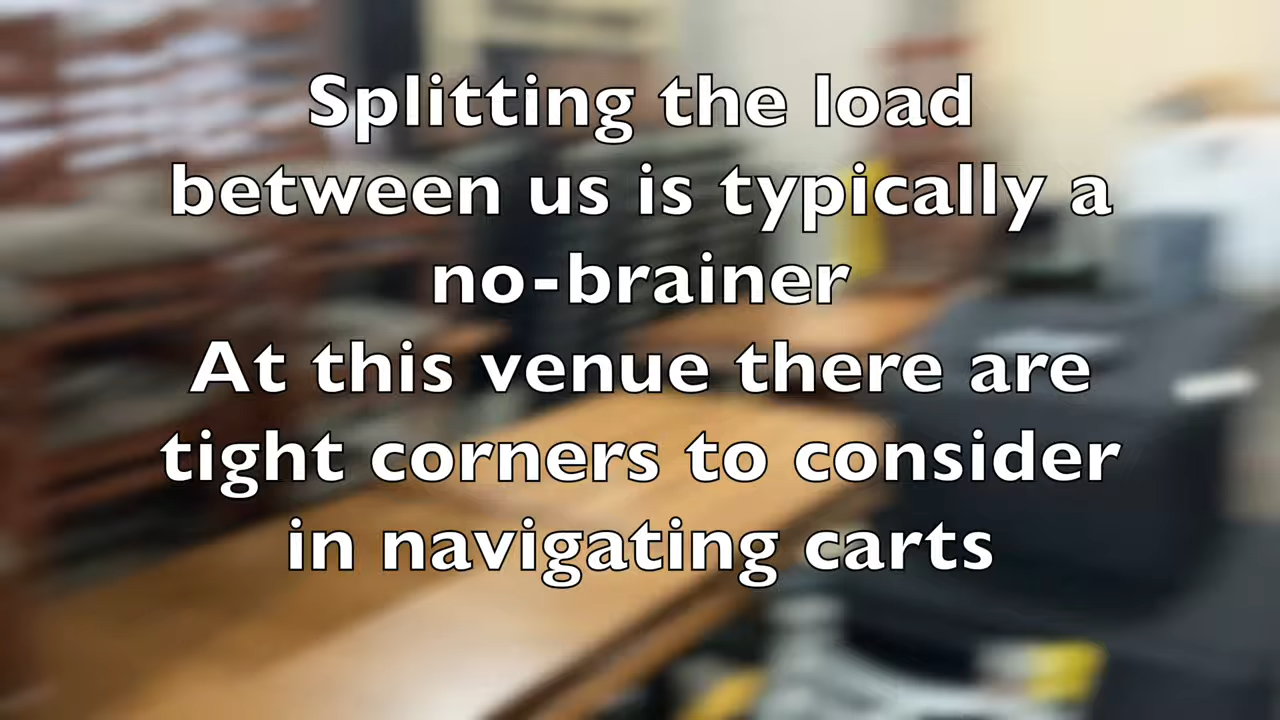 Splitting the load
between us is typically a
no-brainer
At this venue there are
tight corners to consider
in navigating carts